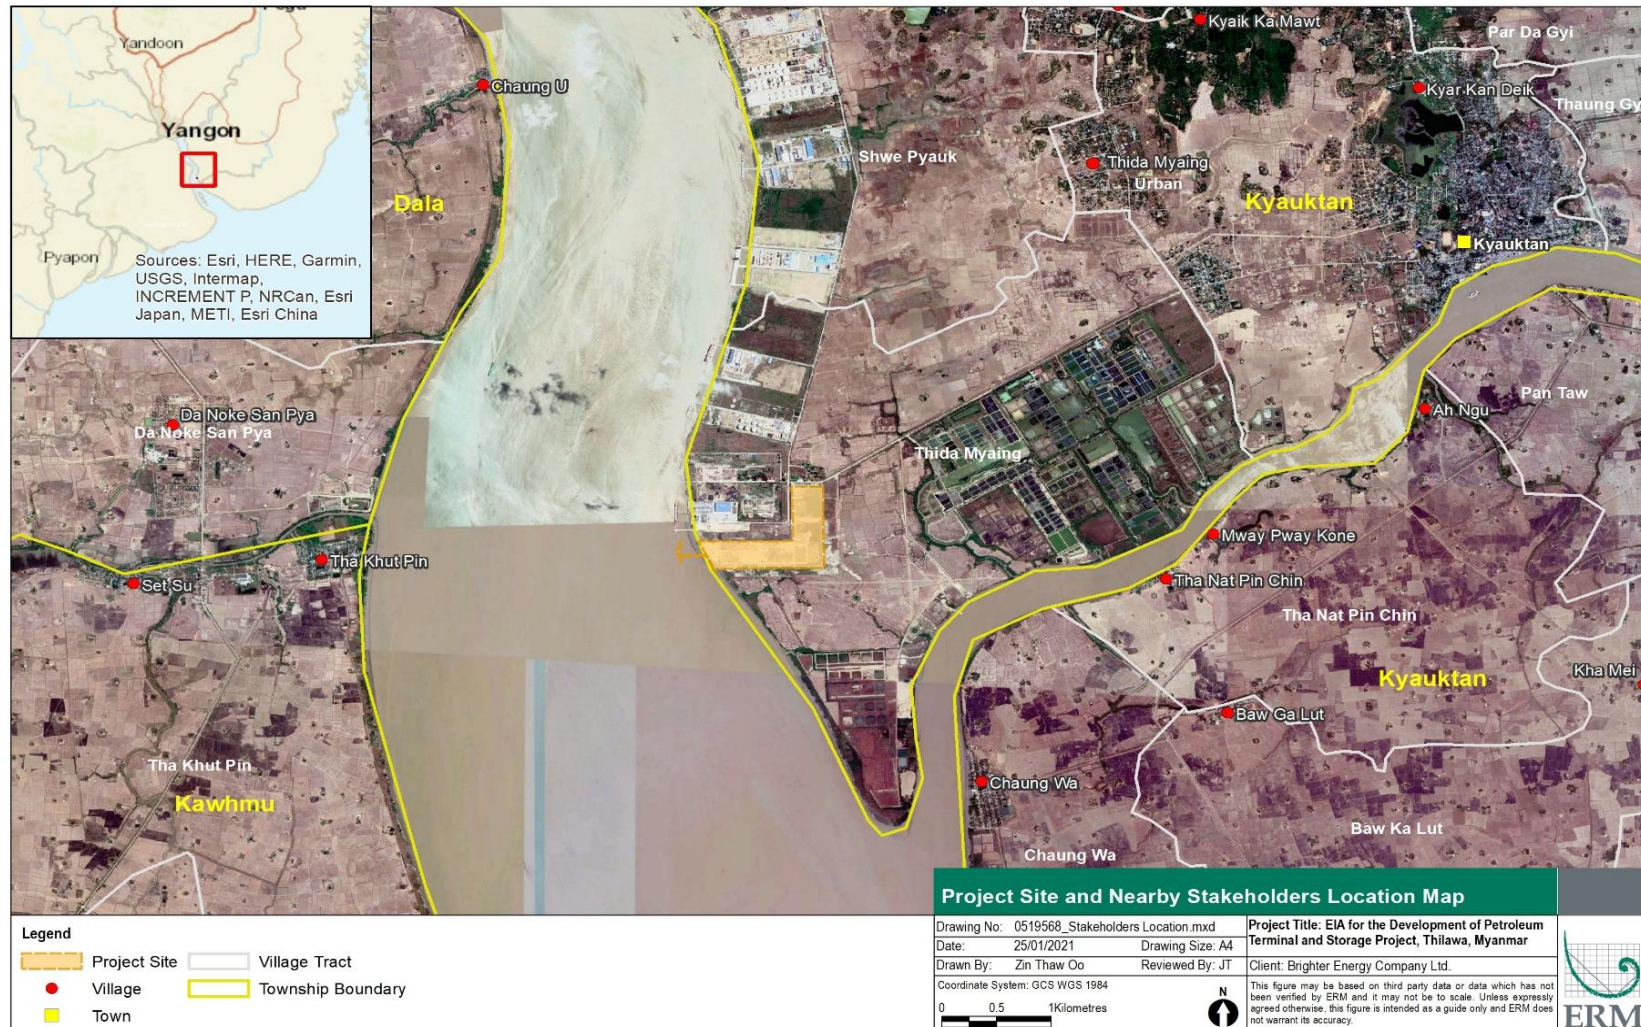 Pegu
Yandoon
Yangon
Pyapon
Sources: Esri, HERE, Garmin,
USGS, Intermap,
INCREMENT P, NRCan, Esri
Japan, METI, Esri China
Kyaik Ka Mawt
Par Da Gyi
Chaung U
Kyar Kan Deik
Thaung Gy
Shwe Pyauk
Thida Myaing
Urban
Dala
Kyauktan
Kyauktan
Pan Taw
Ah Ngu
Da Noke San Pya
Da Noke San Pya
Thida Myaing
Mway Pway Kone
Tha Khut Pin
Set Su
Tha Nat Pin Chin
Tha Nat Pin Chin
Kha Mei
Kyauktan
Baw Ga Lut
Tha Khut Pin
Kawhmu
Chaung Wa
Baw Ka Lut
Chaung Wa
Legend
Project Site
Village Tract
Village
Township Boundary
Town
Project Site and Nearby Stakeholders Location Map
Drawing No: 0519568_Stakeholders Location.mxd
Date: 25/01/2021 Drawing Size: A4
Drawn By: Zin Thaw Oo Reviewed By: JT
Coordinate System: GCS WGS 1984
0 0.5 1Kilometres
N
Project Title: EIA for the Development of Petroleum
Terminal and Storage Project, Thilawa, Myanmar
Client: Brighter Energy Company Ltd.
This figure may be based on third party data or data which has not
been verified by ERM and it may not be to scale. Unless expressly
agreed otherwise, this figure is intended as a guide only and ERM does
not warrant its accuracy.
ERM